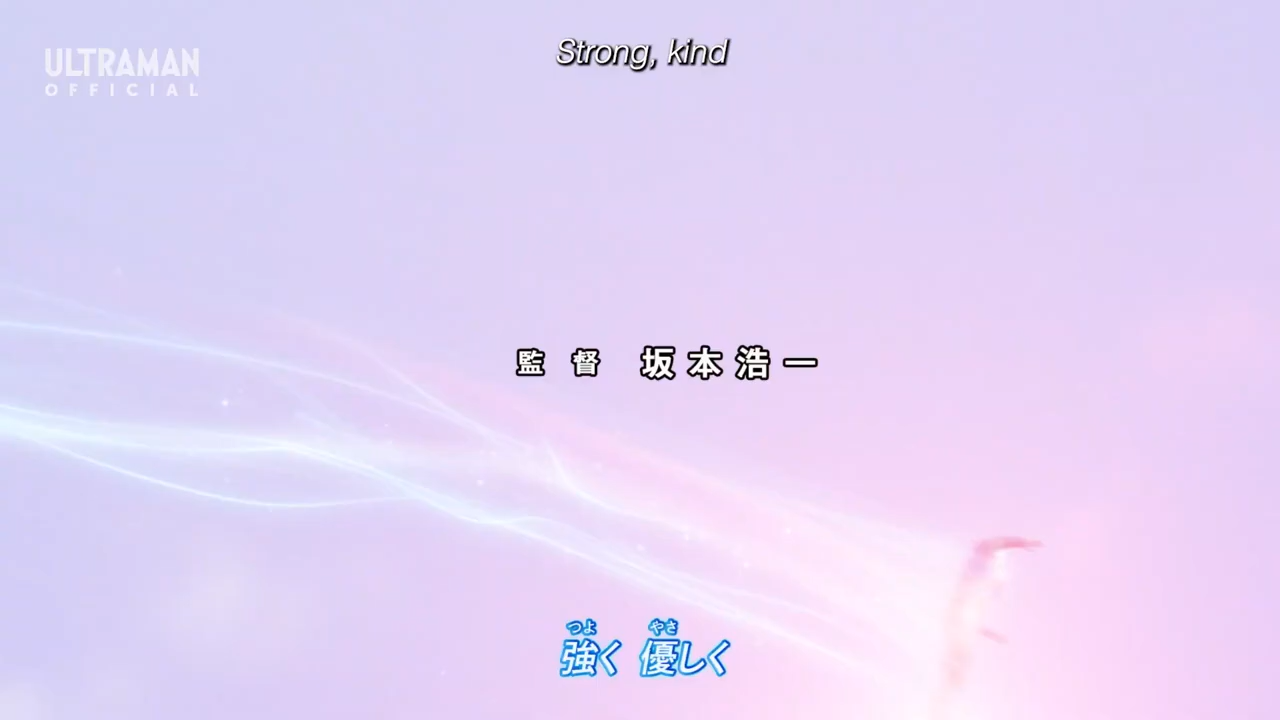 Strong, kind
ULTRAMAN
OFFICIAL
監督 坂本浩一
つよ やさ
強く 優しく